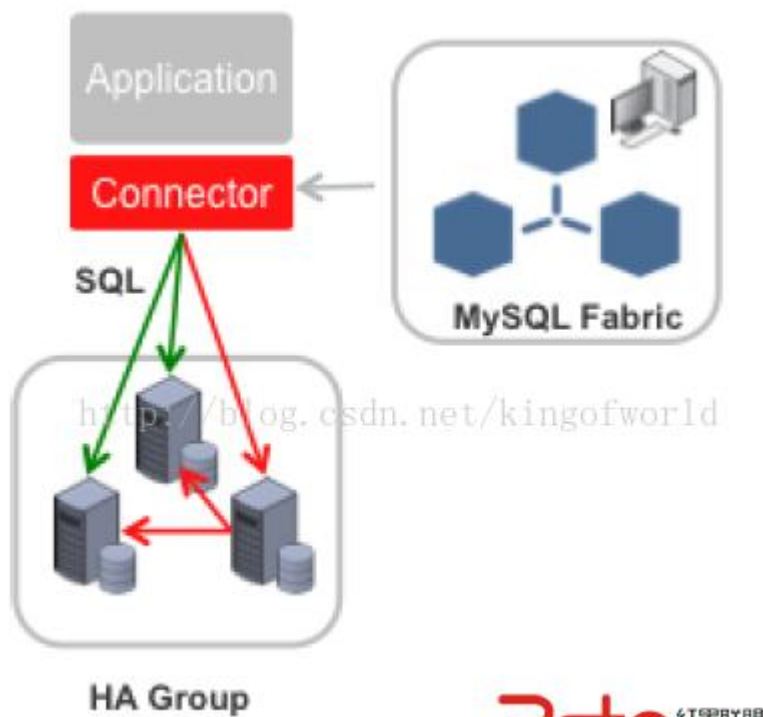 Application
Connector
SQL
MySQL Fabric
http://blog.csdn.net/kingofworld
HA Group